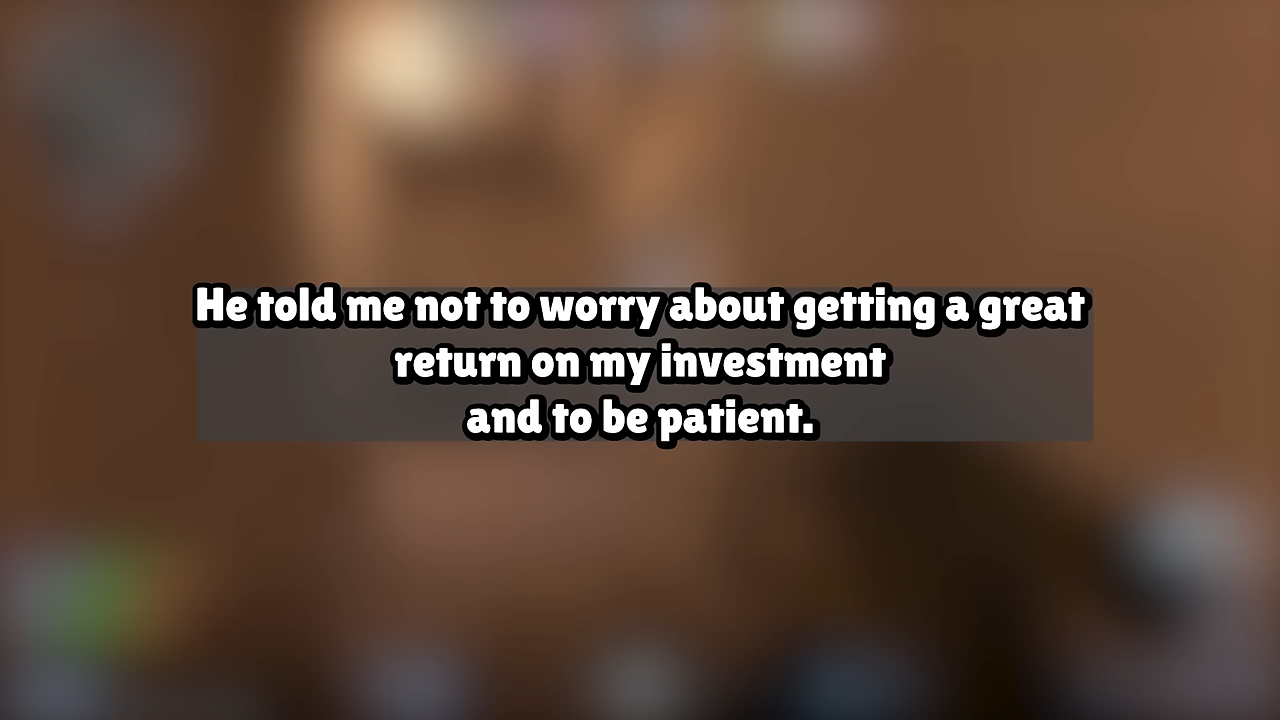 He told me not to worry about getting a great
return on my investment
and to be patient.